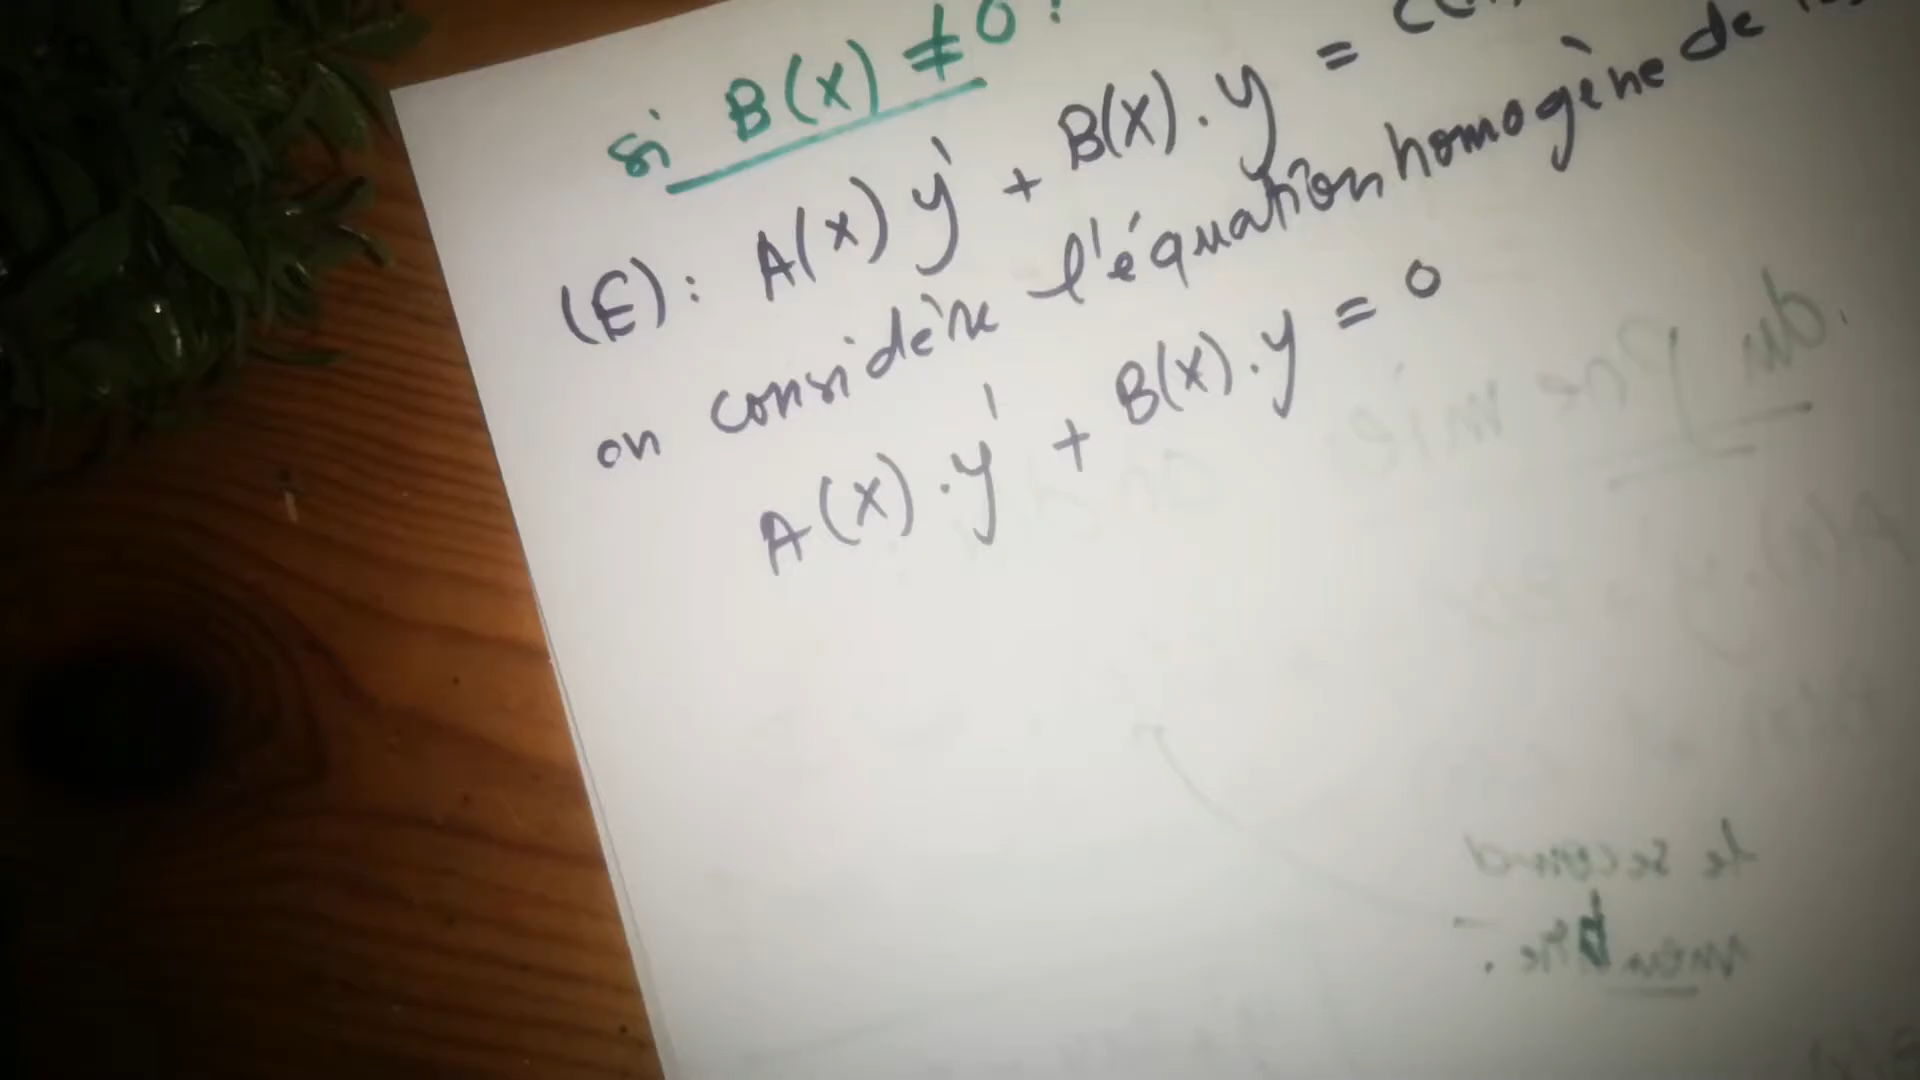 si B(x) ≠ 0 :
(E): A(x) y' + B(x) . y =
on considère l'équation homogène de
A(x) . y' + B(x) . y = 0